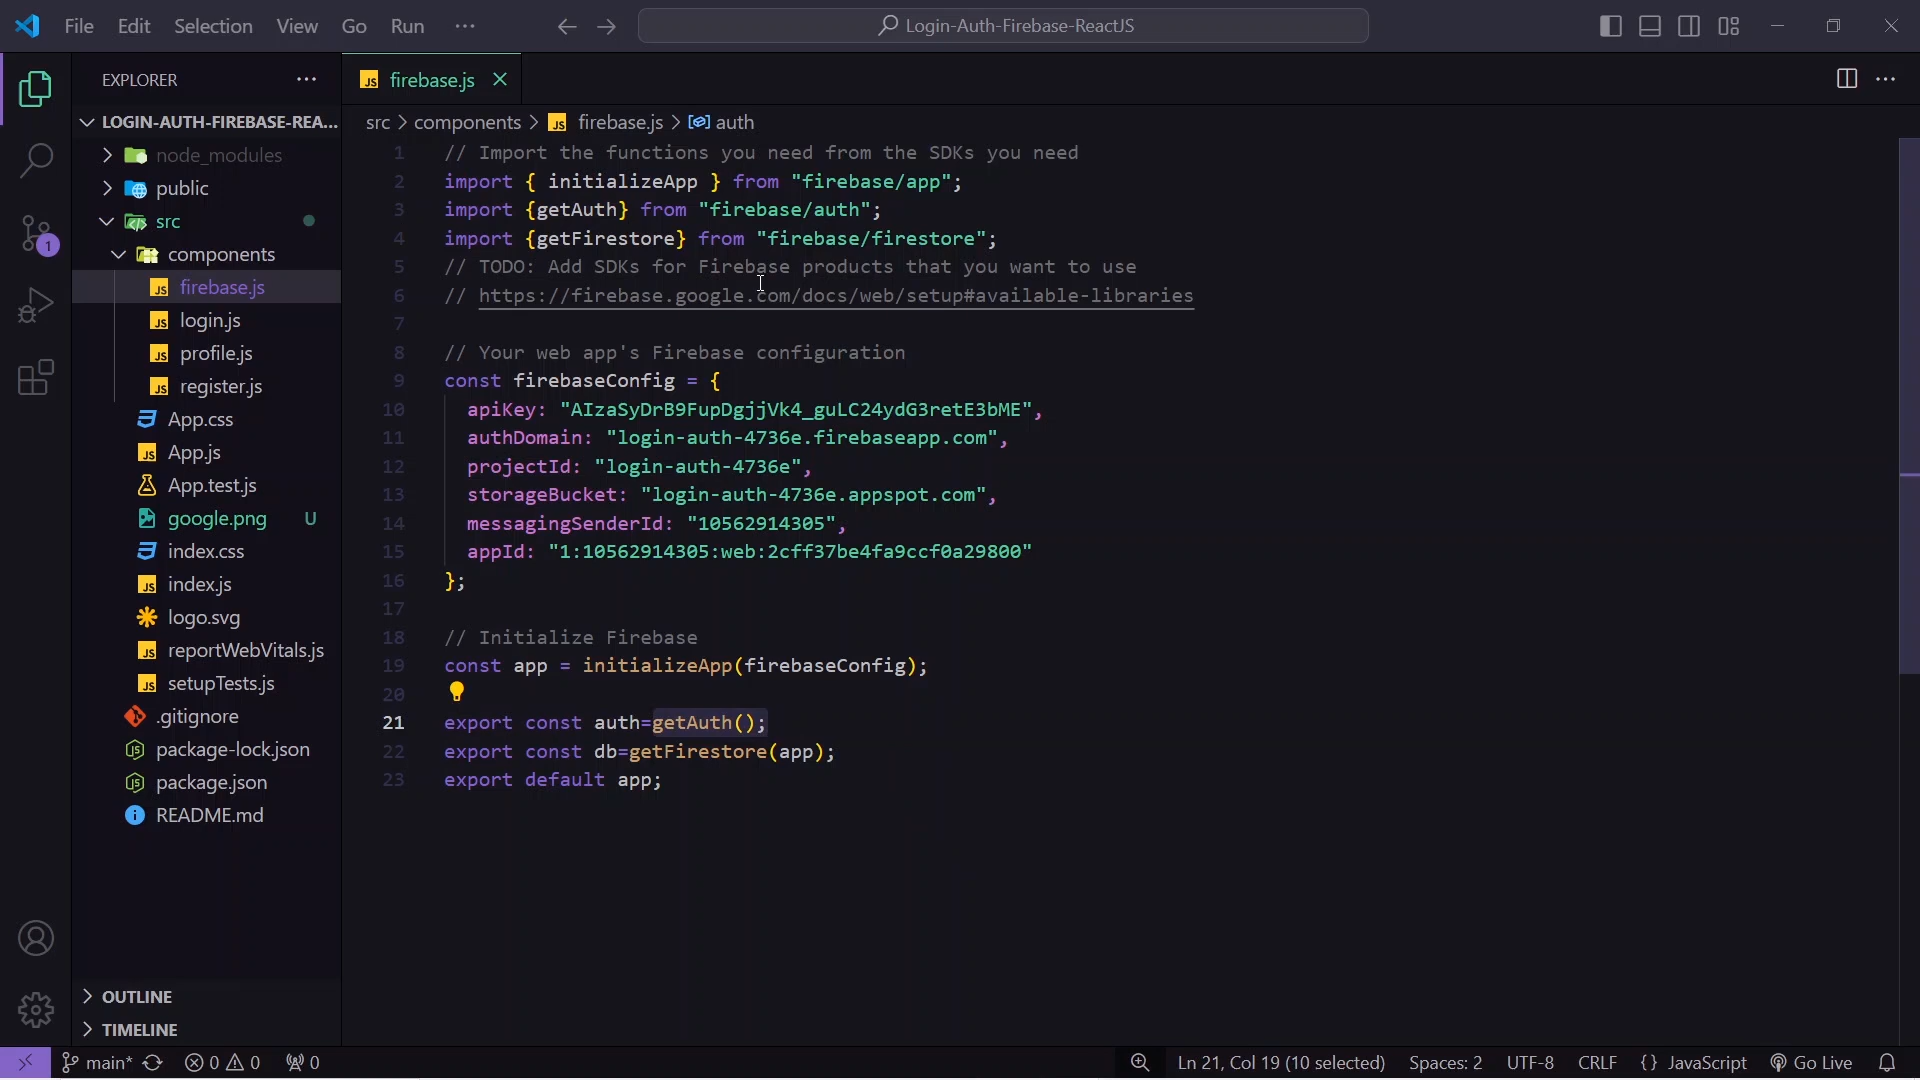 File Edit Selection View Go Run ··· Login-Auth-Firebase-ReactJS
EXPLORER ···
LOGIN-AUTH-FIREBASE-REA...
node_modules
public
src
components
firebase.js
login.js
profile.js
register.js
App.css
App.js
App.test.js
google.png U
index.css
index.js
logo.svg
reportWebVitals.js
setupTests.js
.gitignore
package-lock.json
package.json
README.md
OUTLINE
TIMELINE
1
JS firebase.js
src > components > JS firebase.js > auth
1 // Import the functions you need from the SDKs you need
2 import { initializeApp } from "firebase/app";
3 import {getAuth} from "firebase/auth";
4 import {getFirestore} from "firebase/firestore";
5 // TODO: Add SDKs for Firebase products that you want to use
6 // https://firebase.google.com/docs/web/setup#available-libraries
7
8 // Your web app's Firebase configuration
9 const firebaseConfig = {
10 apiKey: "AIzaSyDrB9FupDgjjVk4_guLC24ydG3retE3bME",
11 authDomain: "login-auth-4736e.firebaseapp.com",
12 projectId: "login-auth-4736e",
13 storageBucket: "login-auth-4736e.appspot.com",
14 messagingSenderId: "10562914305",
15 appId: "1:10562914305:web:2cff37be4fa9ccf0a29800"
16 };
17
18 // Initialize Firebase
19 const app = initializeApp(firebaseConfig);
20
21 export const auth=getAuth();
22 export const db=getFirestore(app);
23 export default app;
main* 0 0 0 Ln 21, Col 19 (10 selected) Spaces: 2 UTF-8 CRLF {} JavaScript Go Live